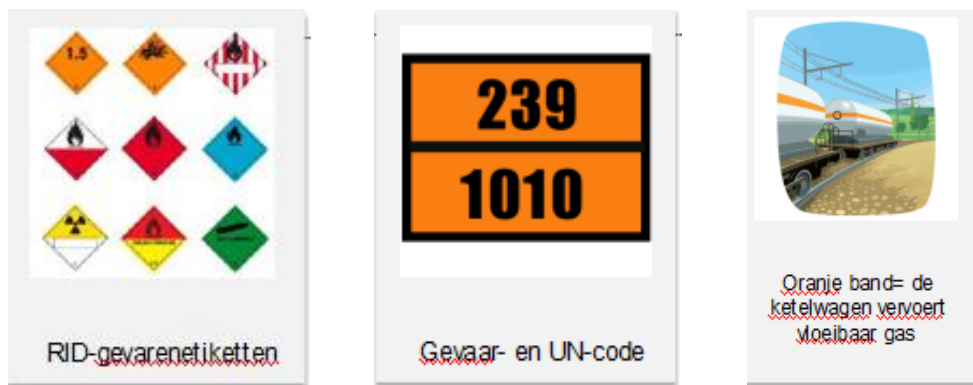 1.5
RID-gevarenetiketten
239
1010
Gevaar- en UN-code
Oranje band= de
ketelwagen vervoert
vloeibaar gas